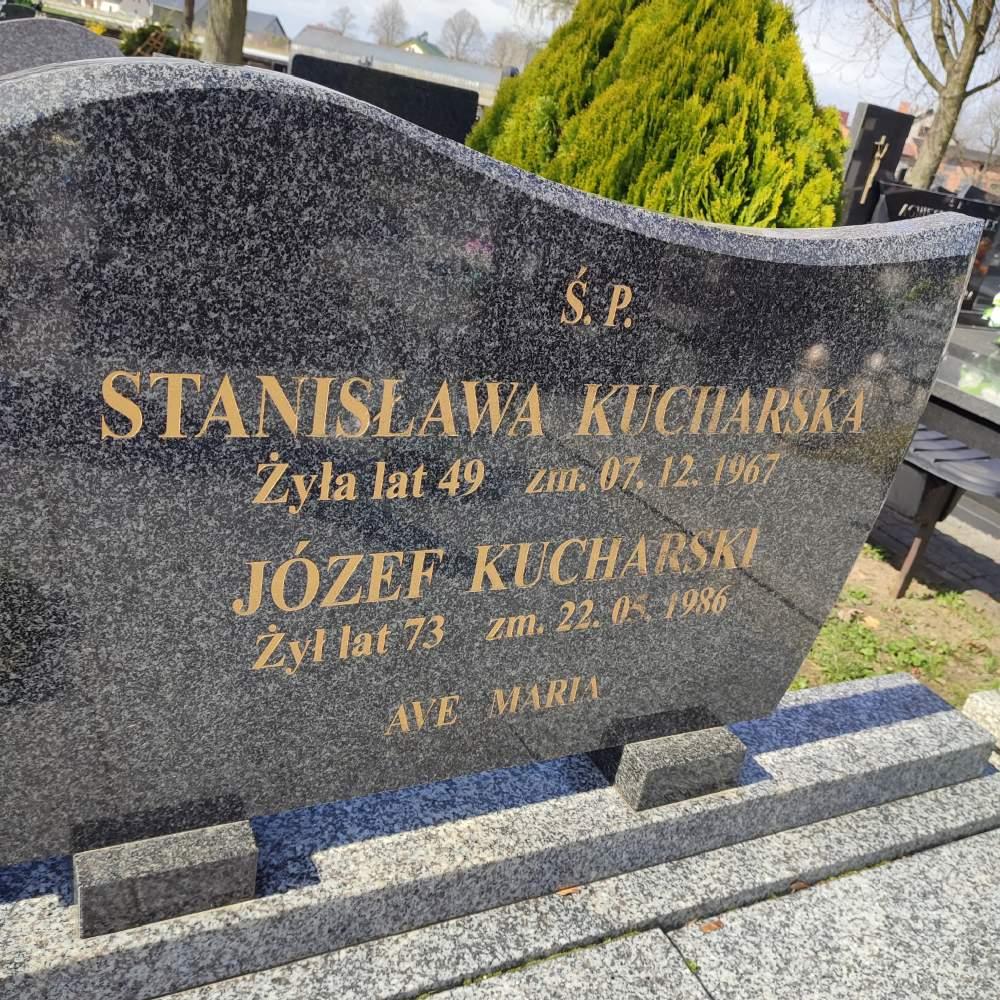 Ś. P.
STANISŁAWA KUCHARSKA
Żyła lat 49 zm. 07. 12. 1967
JÓZEF KUCHARSKI
Żył lat 73 zm. 22. 05. 1986
AVE MARIA